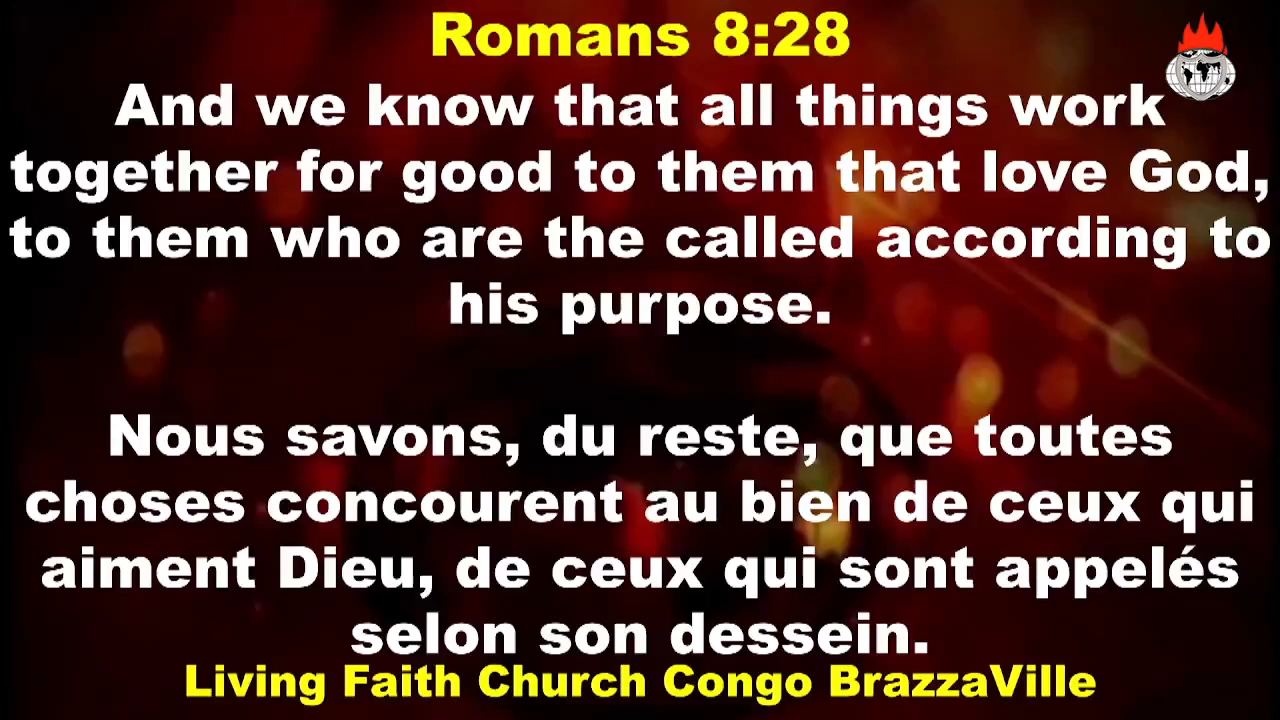 Romans 8:28
And we know that all things work
together for good to them that love God,
to them who are the called according to
his purpose.
Nous savons, du reste, que toutes
choses concourent au bien de ceux qui
aiment Dieu, de ceux qui sont appelés
selon son dessein.
Living Faith Church Congo BrazzaVille